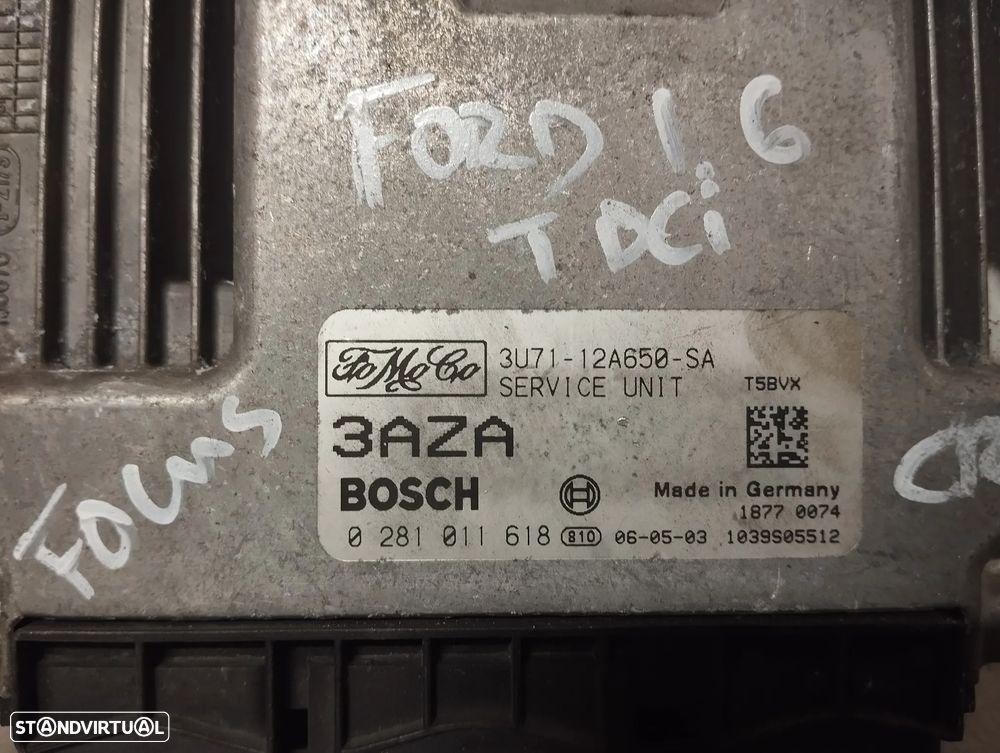 FORD 1.6
TDCi
FoMoCo
3U71-12A650-SA
SERVICE UNIT
T5BVX
3AZA
BOSCH
Made in Germany
1877 0074
0 281 011 618 810 06-05-03 1039S05512
FOCUS
STANDVIRTUAL